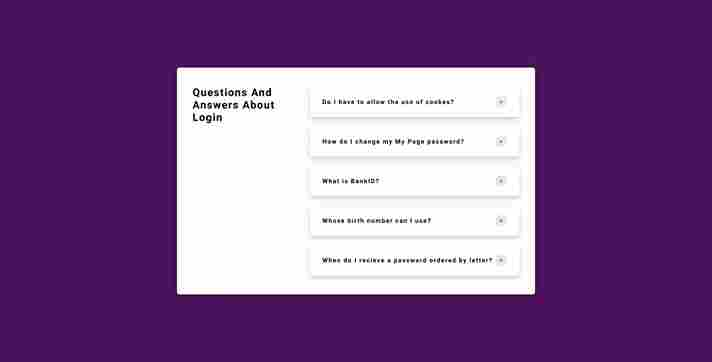 Questions And
Answers About
Login
Do I have to allow the use of cookes?
How do I change my My Page password?
What is BankID?
Whose birth number can I use?
When do I recieve a password ordered by letter?